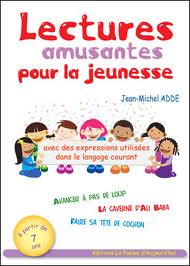 Lectures
amusantes
pour la jeunesse
Jean-Michel ADDE
avec des expressions utilisées
dans le langage courant
AVANCER À PAS DE LOUP
LA CAVERNE D'ALI BABA
FAIRE SA TÊTE DE COCHON
à partir de
7 ans
éditions La Poésie d'Aujourd'hui